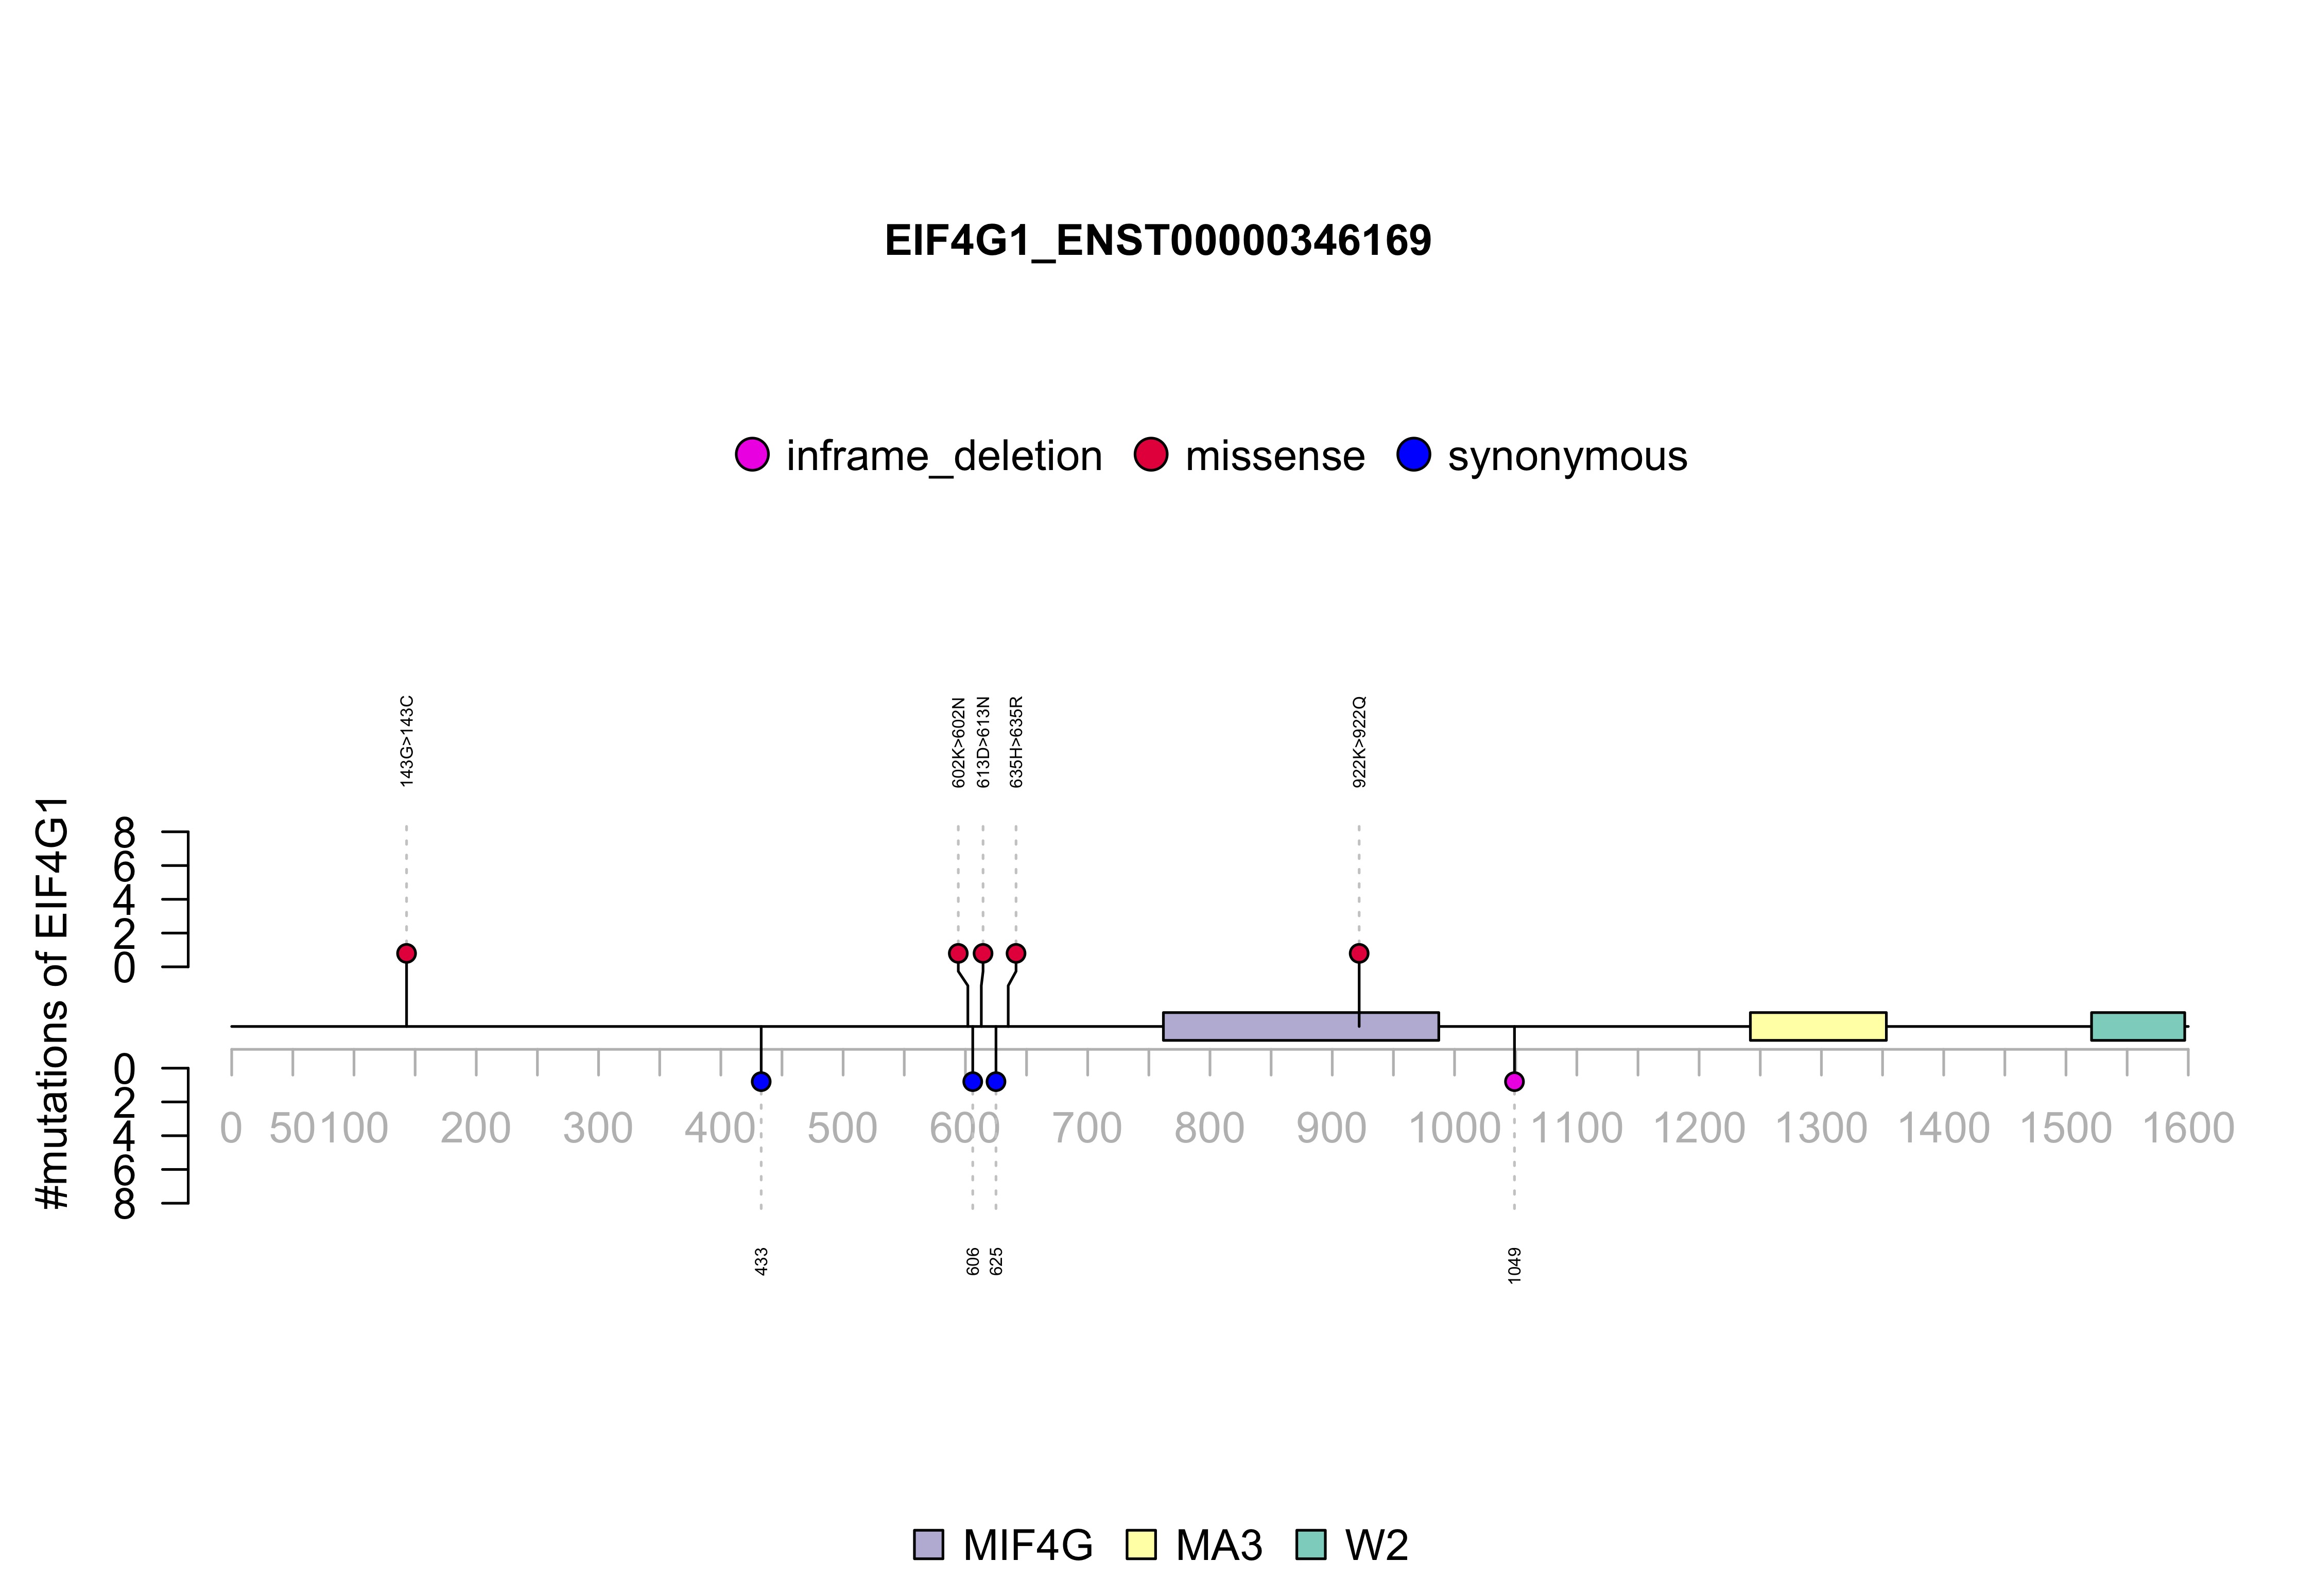 EIF4G1_ENST00000346169
inframe_deletion missense synonymous
143G>143C 602K>602N 613D>613N 635H>635R 922K>922Q
#mutations of EIF4G1
8
6
4
2
0
0
2
4
6
8
0 50 100 200 300 400 500 600 700 800 900 1000 1100 1200 1300 1400 1500 1600
433 606 625 1049
MIF4G MA3 W2